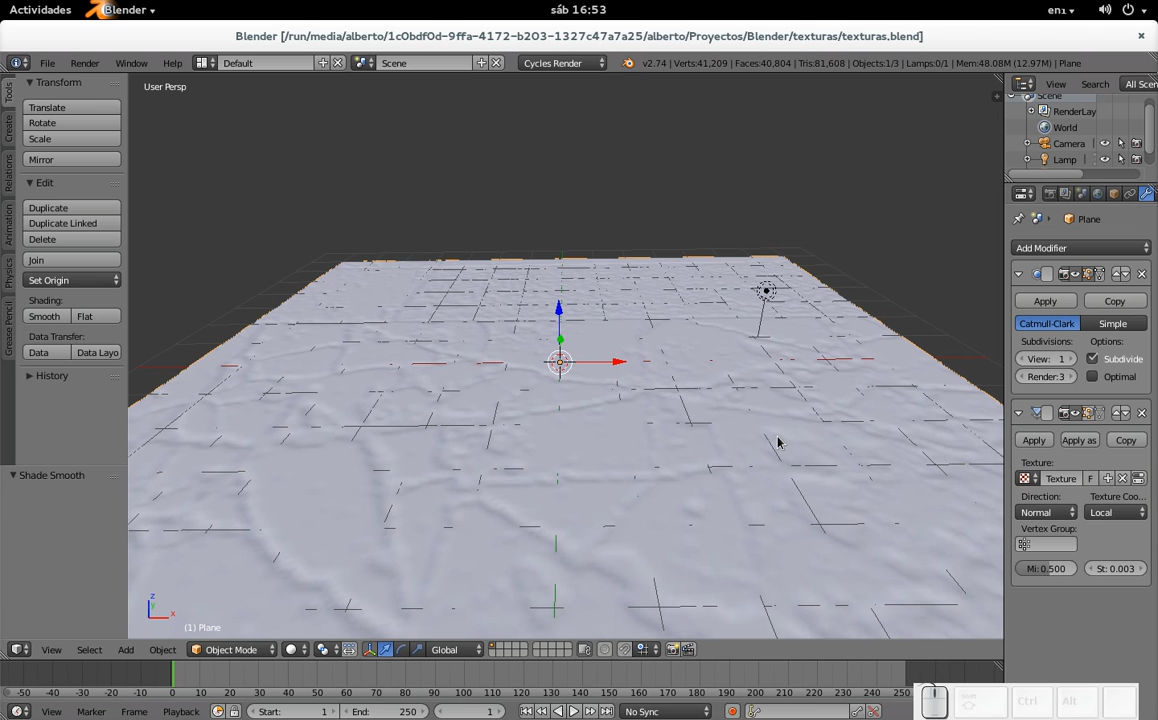 Actividades Blender sáb 16:53 en1
Blender [/run/media/alberto/1c0bdf0d-9ffa-4172-b203-1327c47a7a25/alberto/Proyectos/Blender/texturas/texturas.blend]
File Render Window Help Default Scene Cycles Render v2.74 | Verts:41,209 | Faces:40,804 | Tris:81,608 | Objects:1/3 | Lamps:0/1 | Mem:48.08M (12.97M) | Plane
Tools
Create
Relations
Animation
Physics
Grease Pencil
Transform
Translate
Rotate
Scale
Mirror
Edit
Duplicate
Duplicate Linked
Delete
Join
Set Origin
Shading:
Smooth Flat
Data Transfer:
Data Data Layo
History
Shade Smooth
User Persp
z
y
x
(1) Plane
View Search All Scen
Scene
RenderLay
World
Camera
Lamp
Plane
Add Modifier
Apply Copy
Catmull-Clark Simple
Subdivisions: Options:
View: 1 Subdivide
Render:3 Optimal
Apply Apply as Copy
Texture:
Texture F
Direction: Texture Coo...
Normal Local
Vertex Group:
Mi:0.500 St: 0.003
View Select Add Object Object Mode Global
-50 -40 -30 -20 -10 0 10 20 30 40 50 60 70 80 90 100 110 120 130 140 150 160 170 180 190 200 210 220 230 240 250
View Marker Frame Playback Start: 1 End: 250 1 No Sync
Ctrl Alt